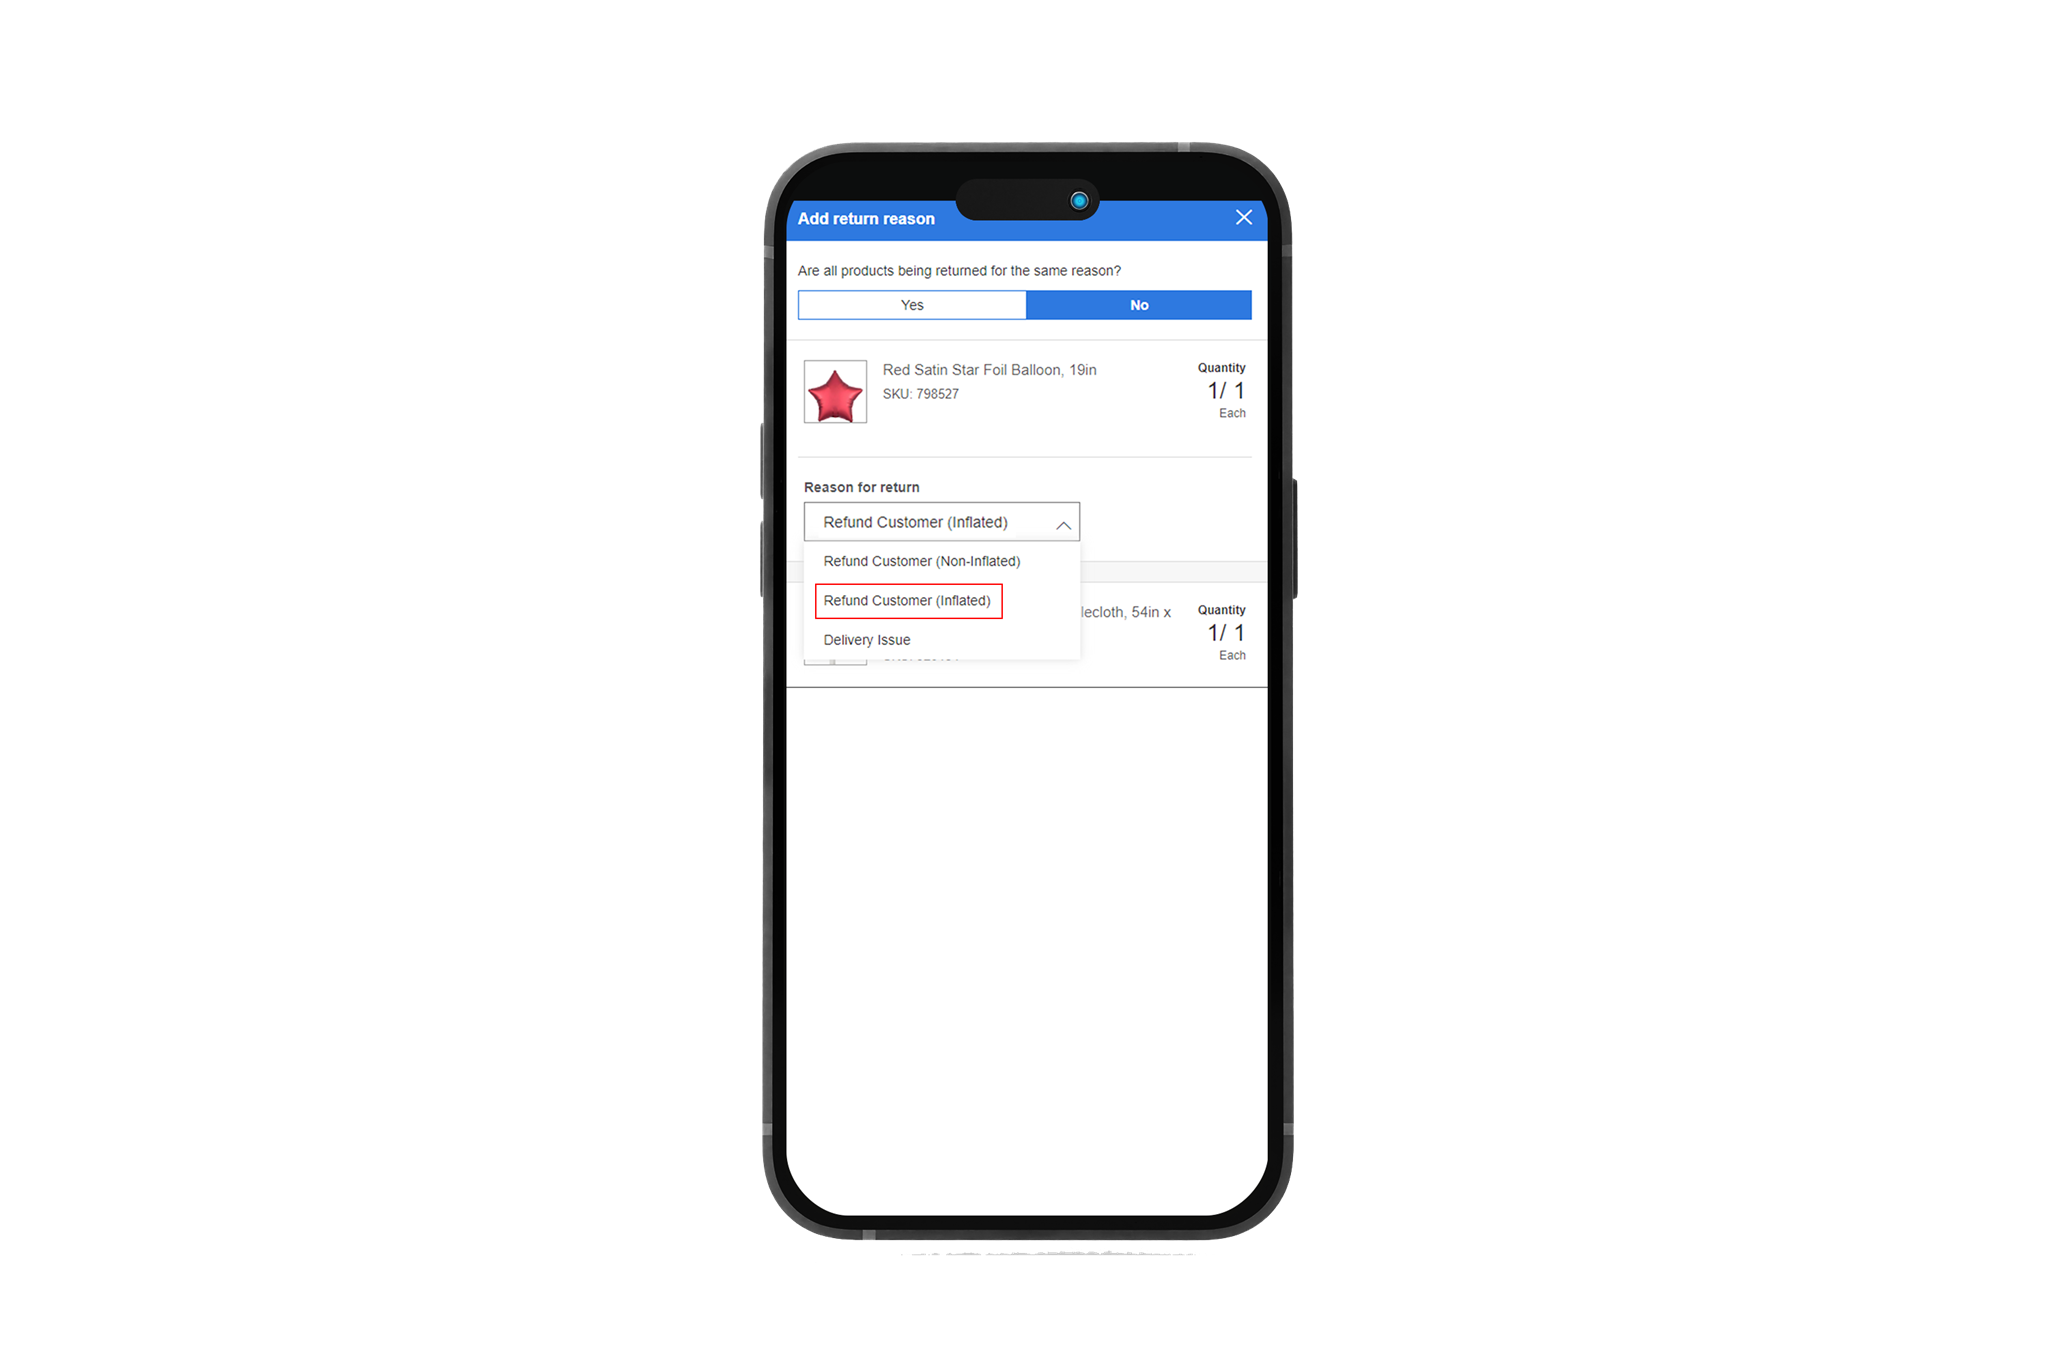 Add return reason
Are all products being returned for the same reason?
Yes
No
Red Satin Star Foil Balloon, 19in
SKU: 798527
Quantity
1/ 1
Each
Reason for return
Refund Customer (Inflated)
Refund Customer (Non-Inflated)
Refund Customer (Inflated)
Delivery Issue
lecloth, 54in x
Quantity
1/ 1
Each